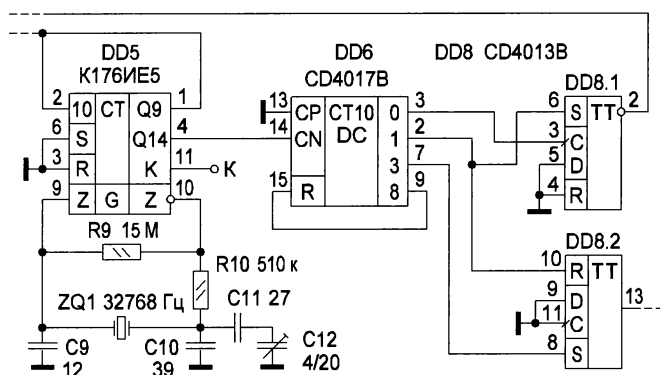 DD5
К176ИЕ5
2 10 CT Q9 1
6 S Q14 4
3 R K 11 К
9 Z G Z 10
R9 15 М
R10 510 к
ZQ1 32768 Гц
C11 27
C12
4/20
C9
12
C10
39
DD6
CD4017B
13 CP CT10 0 3
14 CN DC 1 2
3 7
15 R 8 9
DD8 CD4013B
DD8.1
6 S TT 2
3 C
5 D
4 R
DD8.2
10 R TT
9 D 13
11 C
8 S